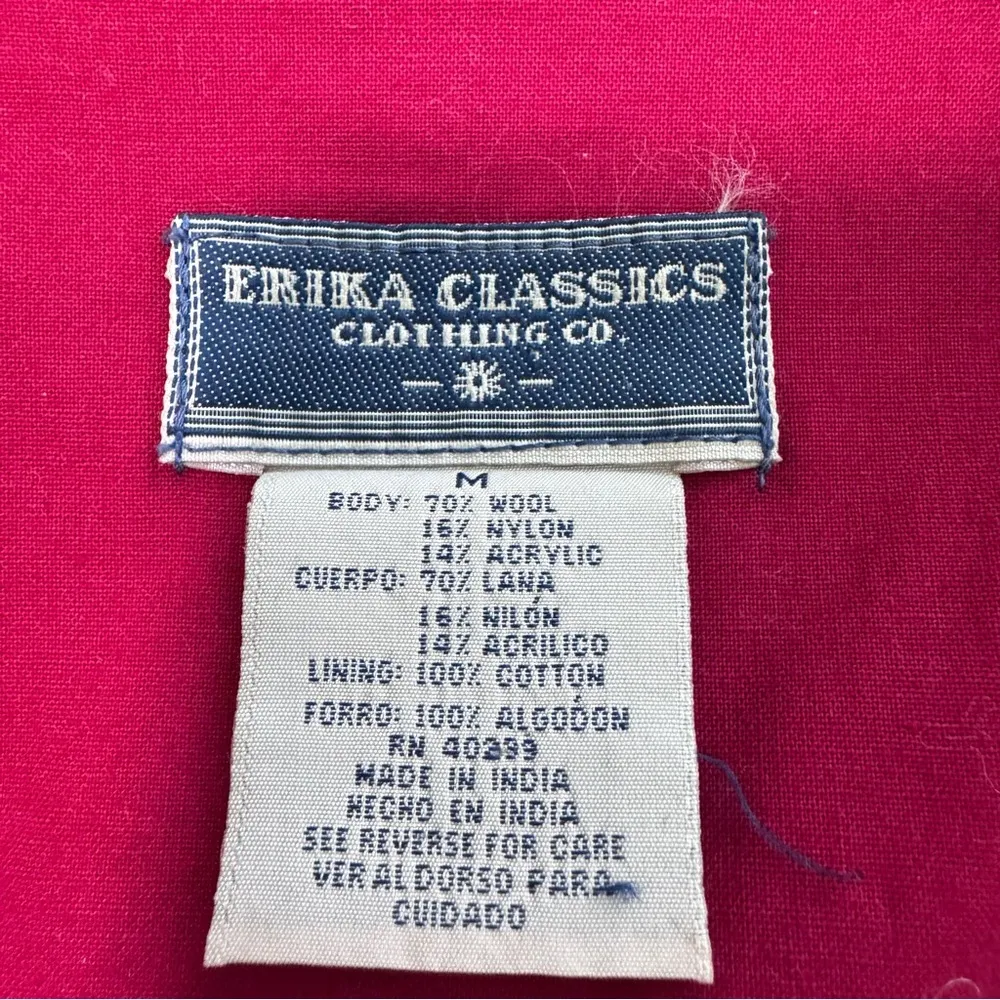 ERIKA CLASSICS
CLOTHING CO.
M
BODY: 70% WOOL
16% NYLON
14% ACRYLIC
CUERPO: 70% LANA
16% NILÓN
14% ACRILICO
LINING: 100% COTTON
FORRO: 100% ALGODÓN
RN 40399
MADE IN INDIA
HECHO EN INDIA
SEE REVERSE FOR CARE
VER AL DORSO PARA
CUIDADO